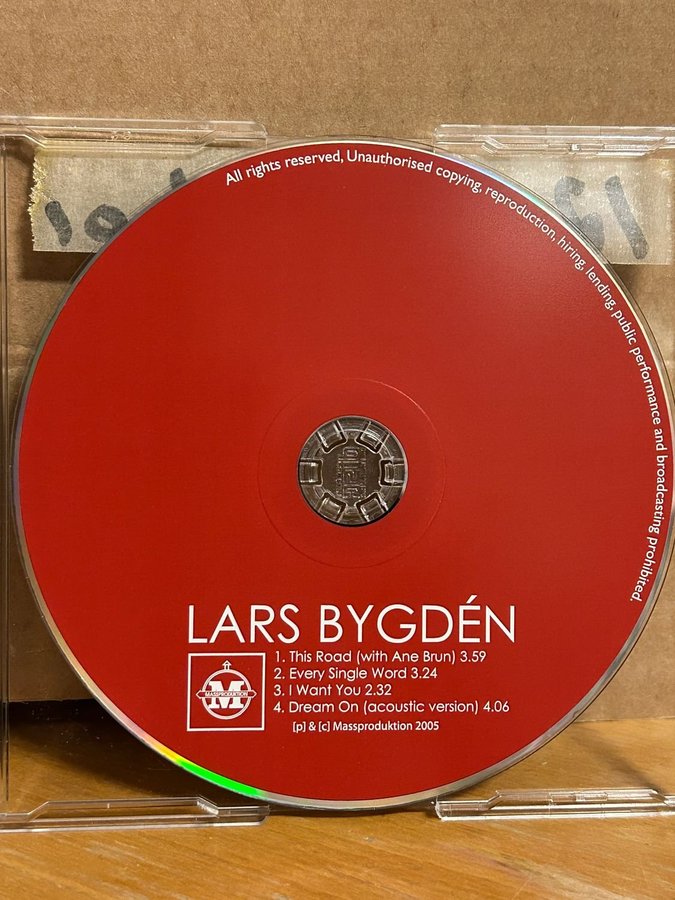 All rights reserved, Unauthorised copying, reproduction, hiring, lending, public performance and broadcasting prohibited.
LARS BYGDÉN
1. This Road (with Ane Brun) 3.59
2. Every Single Word 3.24
3. I Want You 2.32
4. Dream On (acoustic version) 4.06
MASSPRODUKTION
M
[p] & [c] Massproduktion 2005